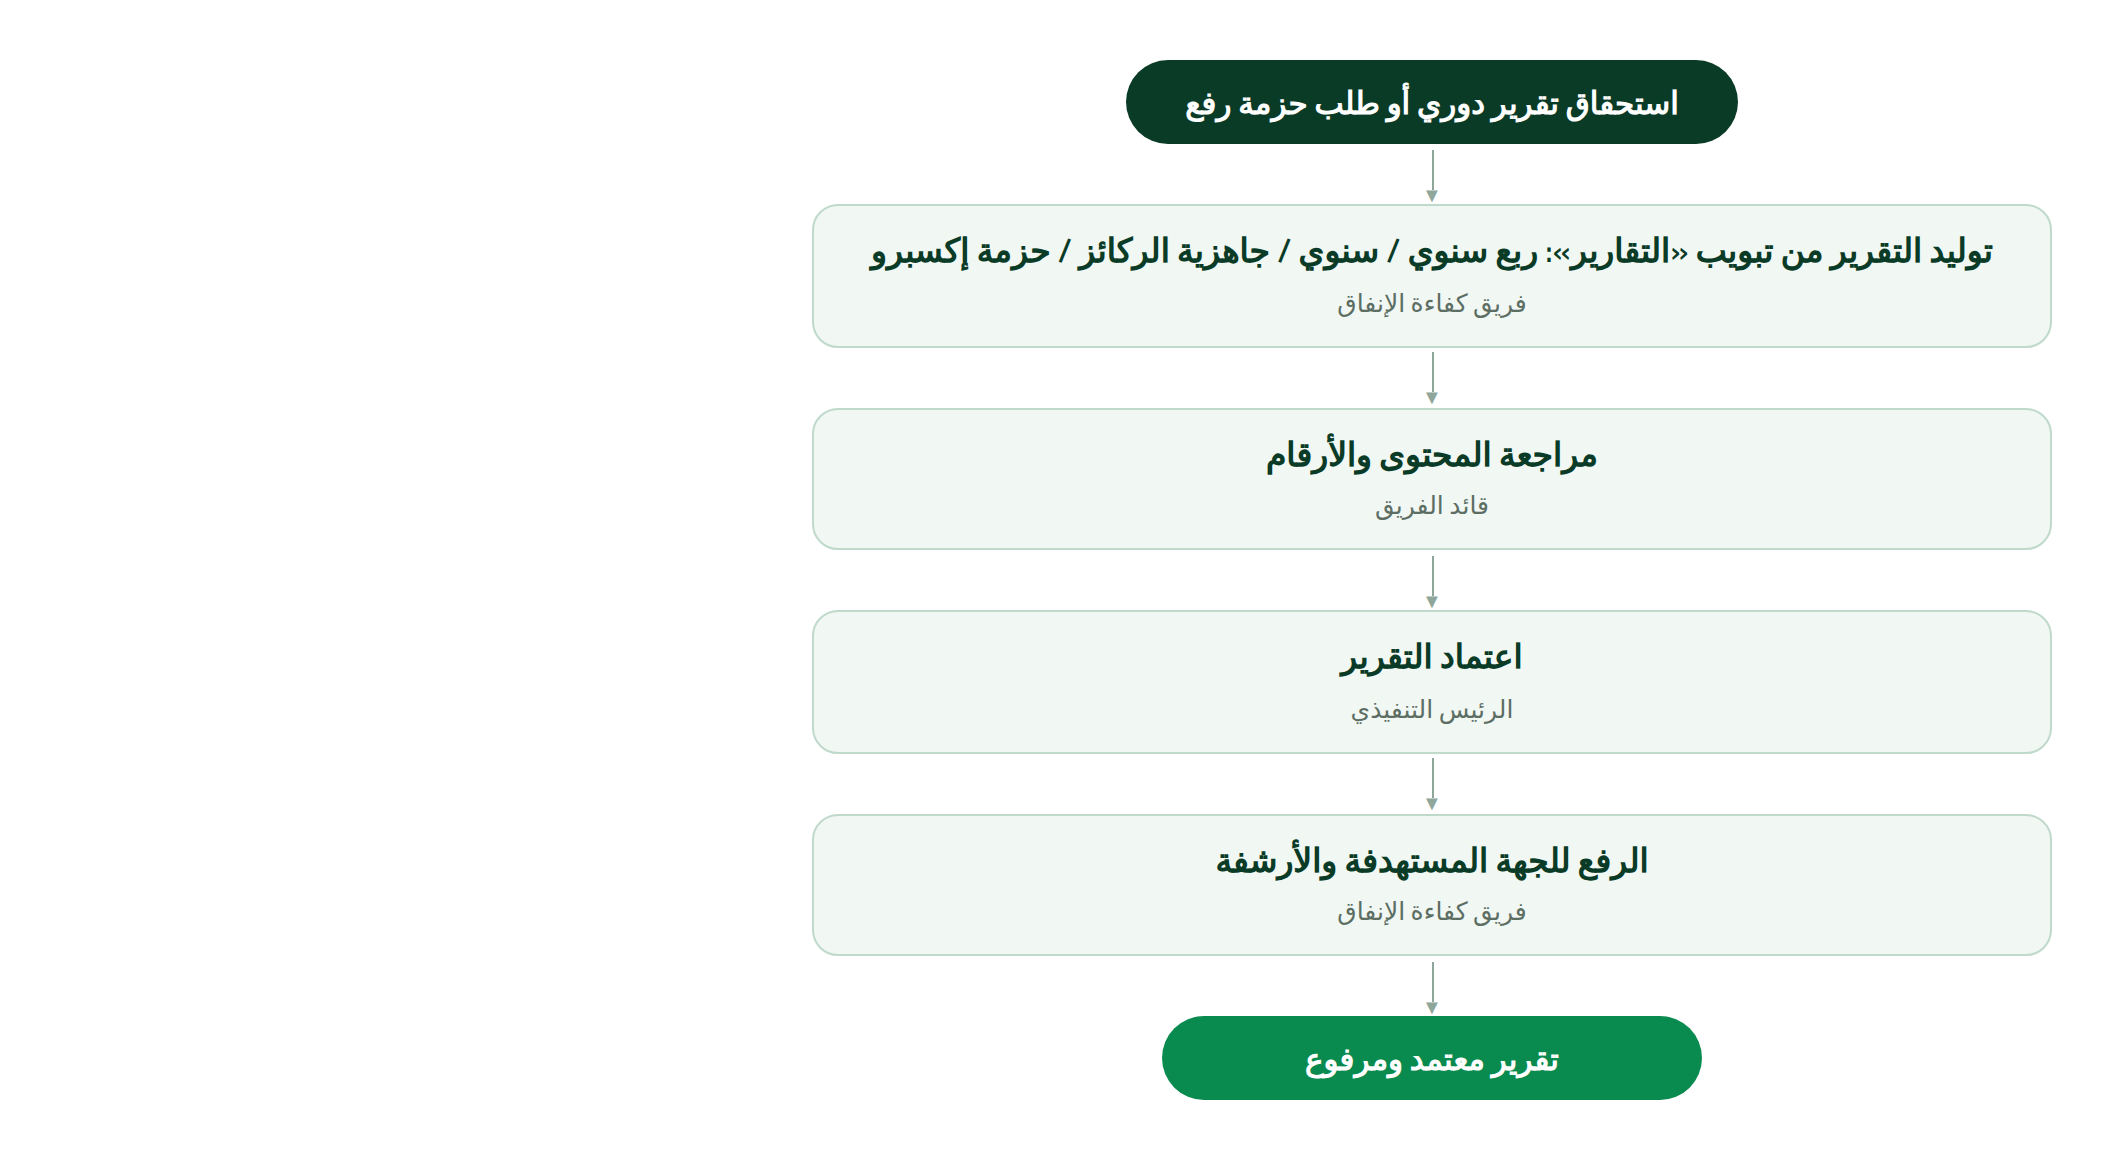 استحقاق تقرير دوري أو طلب حزمة رفع
توليد التقرير من تبويب «التقارير»: ربع سنوي / سنوي / جاهزية الركائز / حزمة إكسبرو
فريق كفاءة الإنفاق
مراجعة المحتوى والأرقام
قائد الفريق
اعتماد التقرير
الرئيس التنفيذي
الرفع للجهة المستهدفة والأرشفة
فريق كفاءة الإنفاق
تقرير معتمد ومرفوع